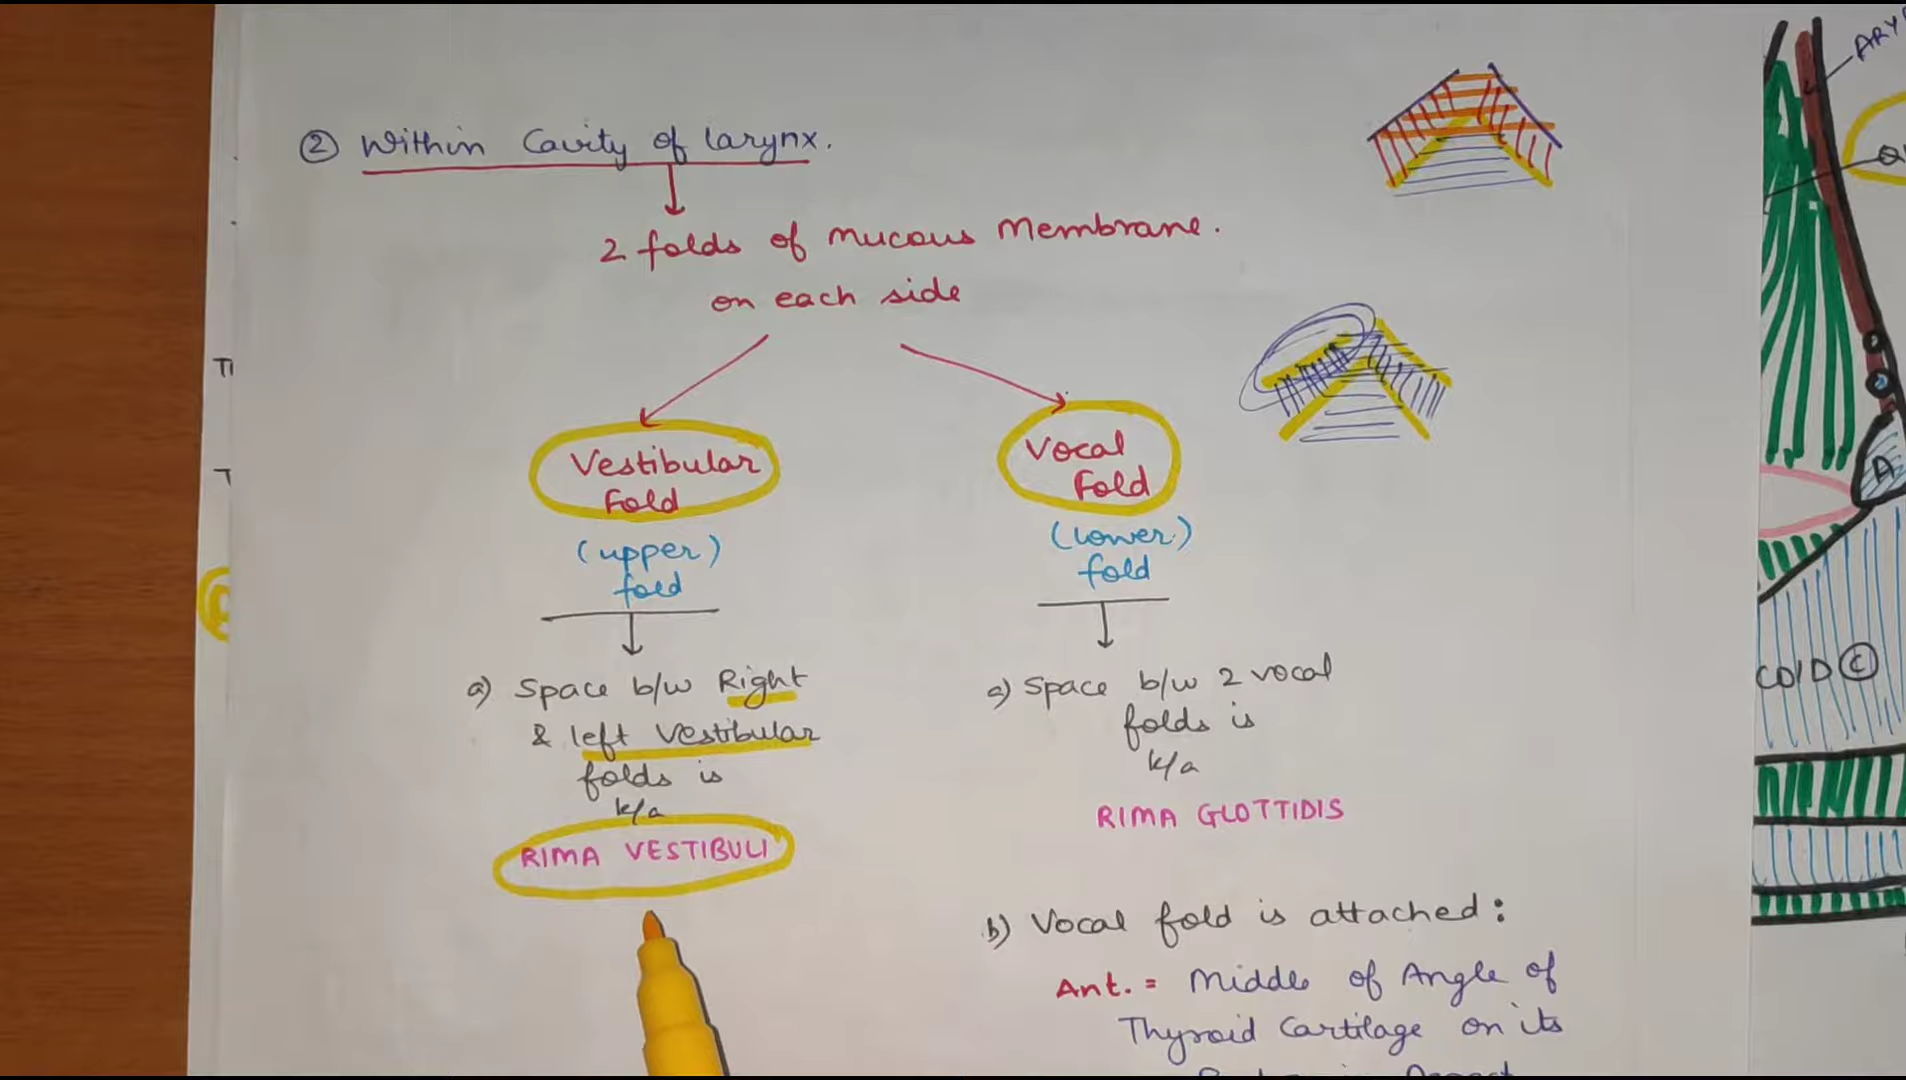 ② Within Cavity of larynx.
2 folds of mucous Membrane.
on each side
Vestibular
Fold
(upper)
fold
a) Space b/w Right
& left vestibular
folds is
k/a
RIMA VESTIBULI
Vocal
Fold
(lower)
fold
a) Space b/w 2 vocal
folds is
k/a
RIMA GLOTTIDIS
b) Vocal fold is attached :
Ant. = Middle of Angle of
Thyroid Cartilage on its
A
COID Ⓒ
ARY